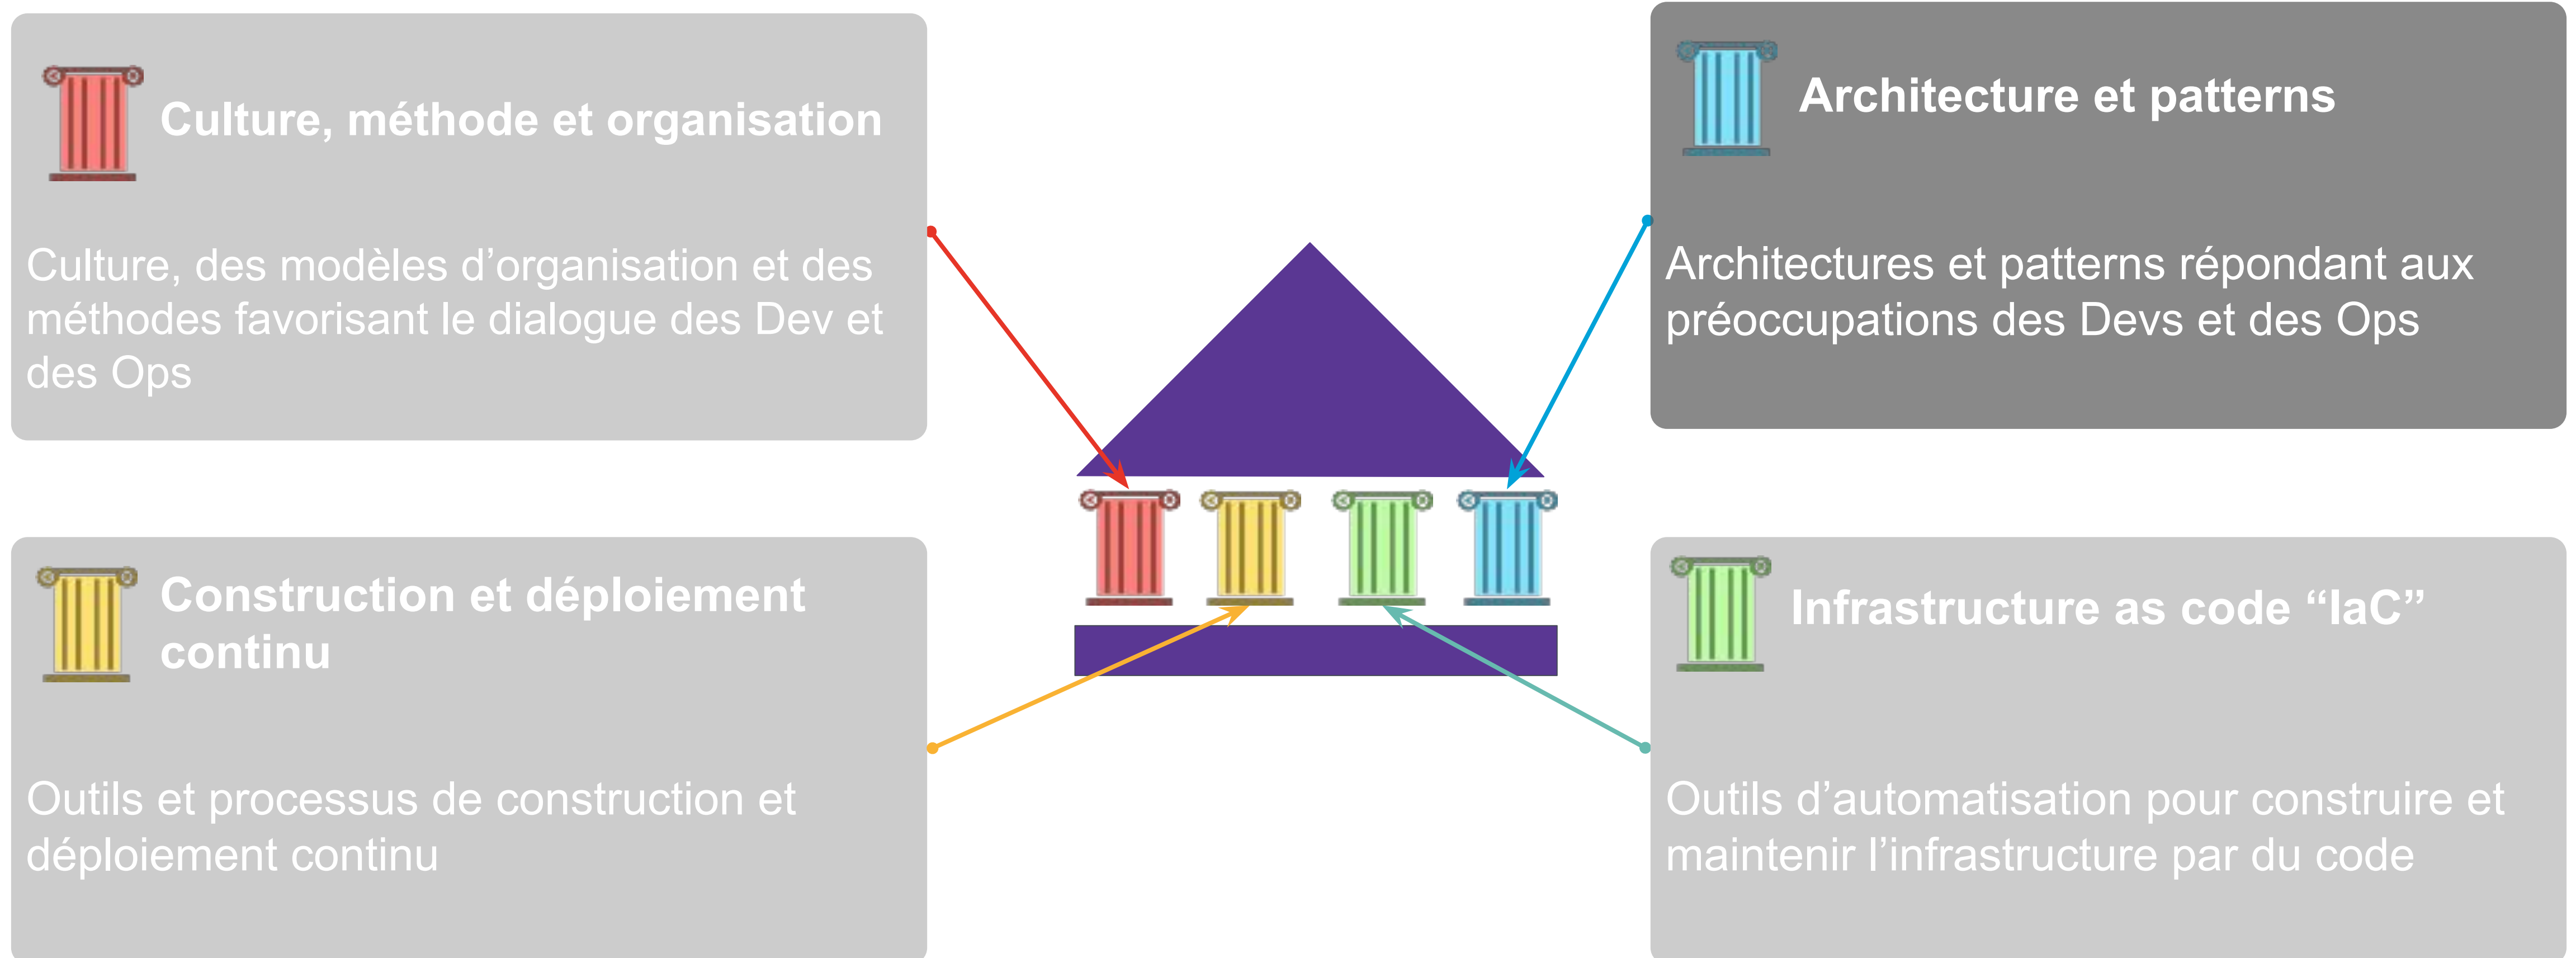 Culture, méthode et organisation
Culture, des modèles d’organisation et des
méthodes favorisant le dialogue des Dev et
des Ops
Architecture et patterns
Architectures et patterns répondant aux
préoccupations des Devs et des Ops
Construction et déploiement
continu
Outils et processus de construction et
déploiement continu
Infrastructure as code “IaC”
Outils d’automatisation pour construire et
maintenir l’infrastructure par du code